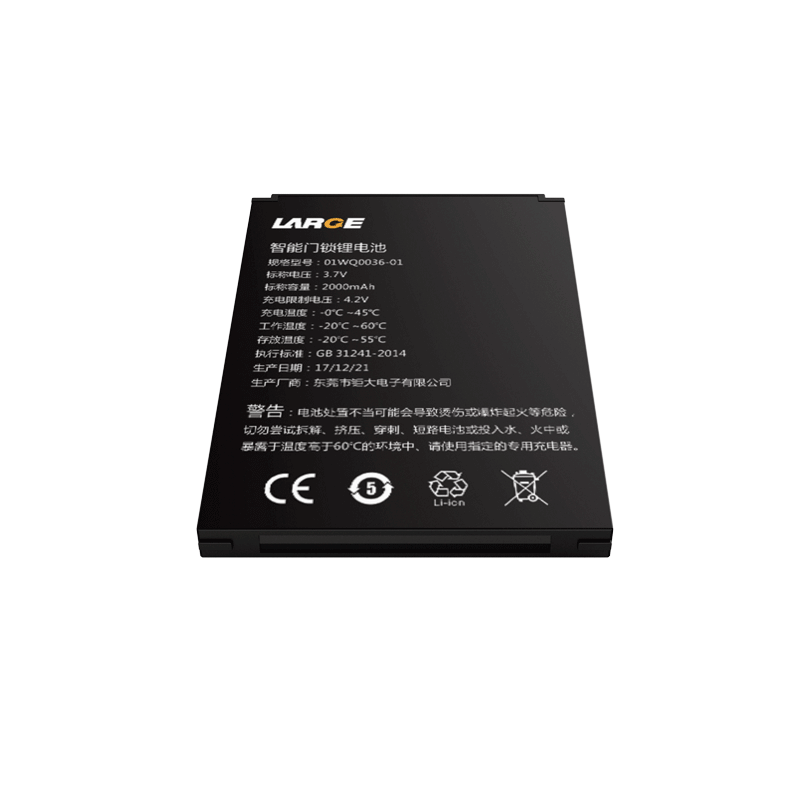 LARGE
智能门锁锂电池
规格型号：01WQ0036-01
标称电压：3.7V
标称容量：2000mAh
充电限制电压：4.2V
充电温度：-0℃ ~45℃
工作温度：-20℃ ~60℃
存放温度：-20℃ ~55℃
执行标准：GB 31241-2014
生产日期：17/12/21
生产厂商：东莞市钜大电子有限公司
警告：电池处置不当可能会导致烫伤或爆炸起火等危险，
切勿尝试拆解、挤压、穿刺、短路电池或投入水、火中或
暴露于温度高于60℃的环境中、请使用指定的专用充电器。
CE 5 Li-ion